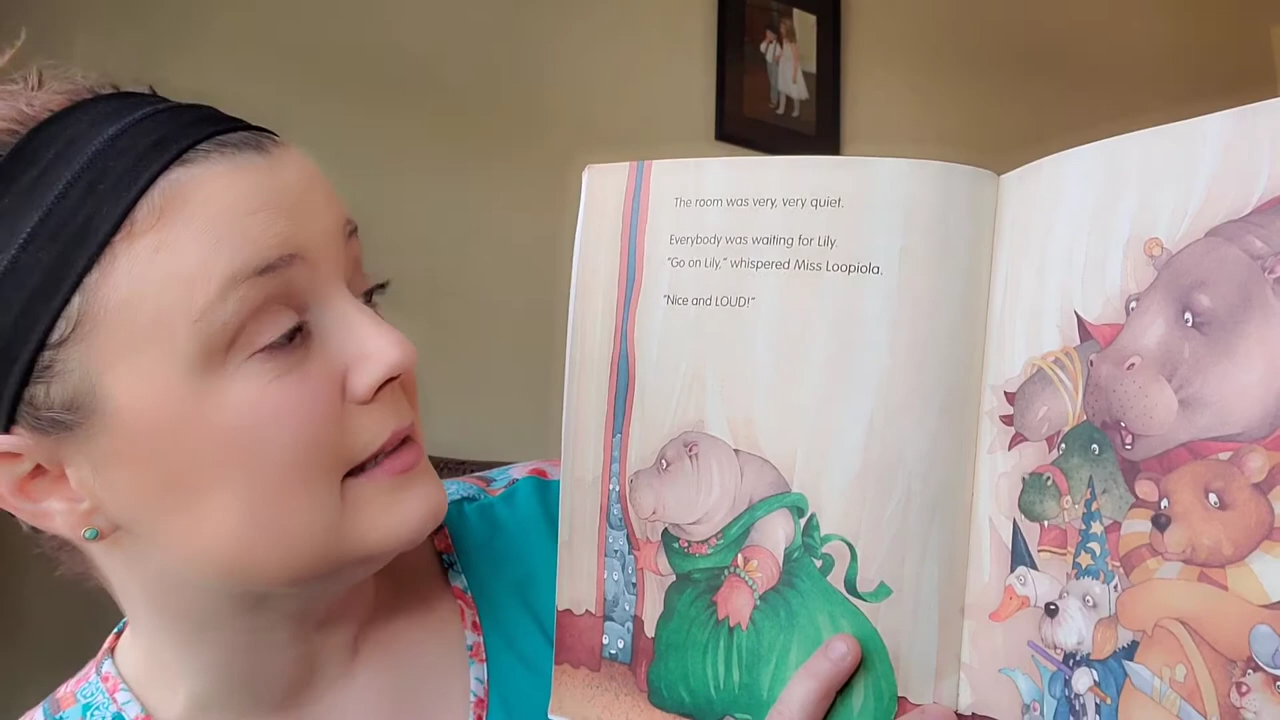 The room was very, very quiet.
Everybody was waiting for Lily.
"Go on Lily," whispered Miss Loopiola.
"Nice and LOUD!"